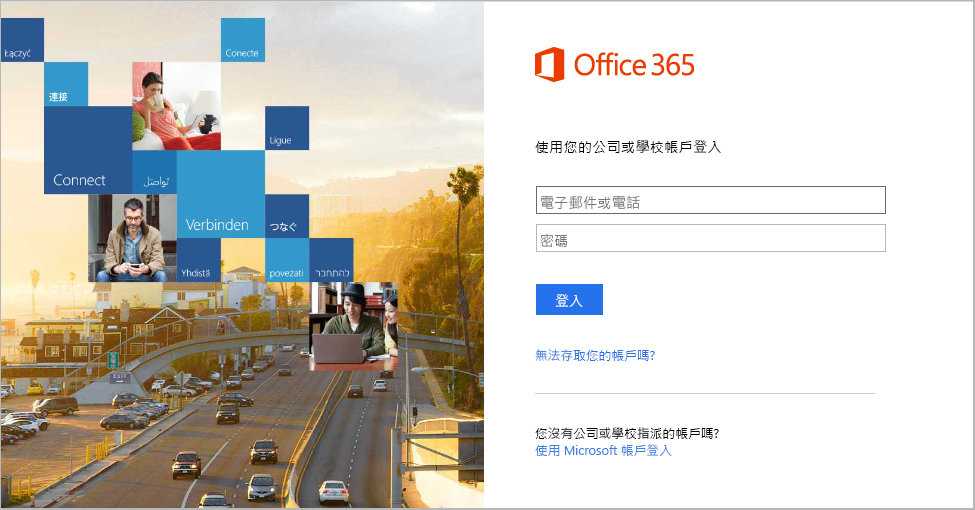 Łączyć
Conecte
連接
Ligue
Connect
تواصل
Verbinden
つなぐ
Yhdistä
povezati
להתחבר
EXIT
Office 365
使用您的公司或學校帳戶登入
電子郵件或電話
密碼
登入
無法存取您的帳戶嗎?
您沒有公司或學校指派的帳戶嗎?
使用 Microsoft 帳戶登入